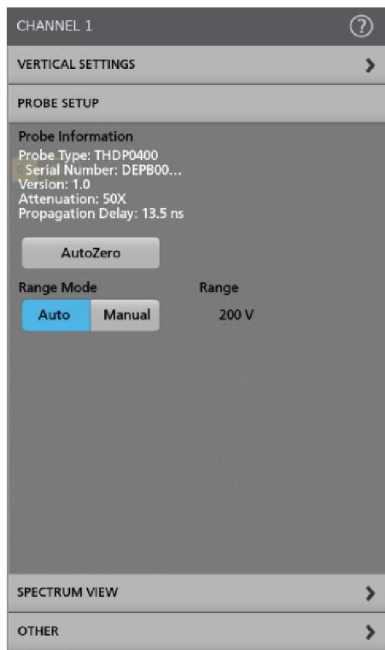 CHANNEL 1 ?
VERTICAL SETTINGS
PROBE SETUP
Probe Information
Probe Type: THDP0400
Serial Number: DEPB00...
Version: 1.0
Attenuation: 50X
Propagation Delay: 13.5 ns
AutoZero
Range Mode Range
Auto Manual 200 V
SPECTRUM VIEW
OTHER